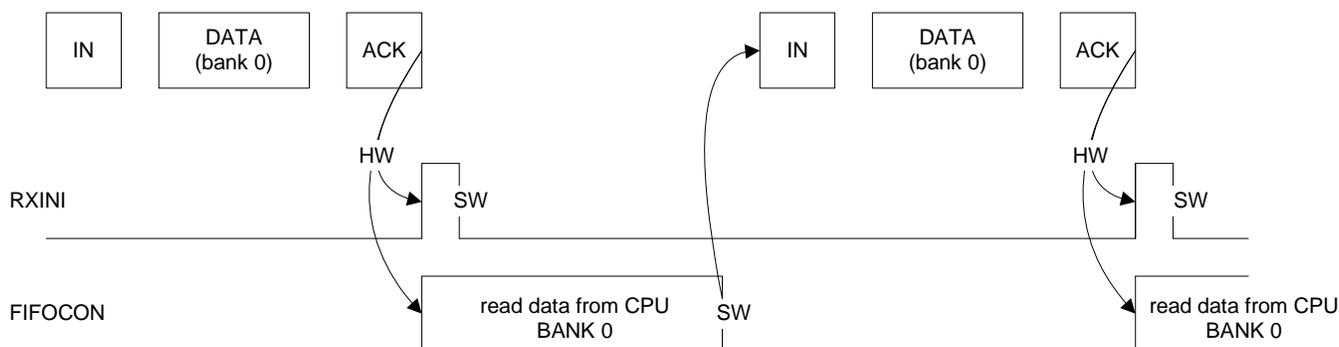 IN
DATA
(bank 0)
ACK
IN
DATA
(bank 0)
ACK
HW
HW
RXINI
SW
SW
FIFOCON
read data from CPU
BANK 0
SW
read data from CPU
BANK 0